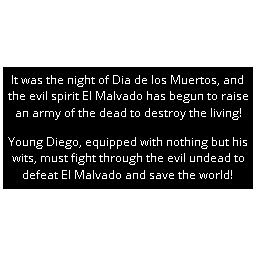 It was the night of Dia de los Muertos, and
the evil spirit El Malvado has begun to raise
an army of the dead to destroy the living!
Young Diego, equipped with nothing but his
wits, must fight through the evil undead to
defeat El Malvado and save the world!